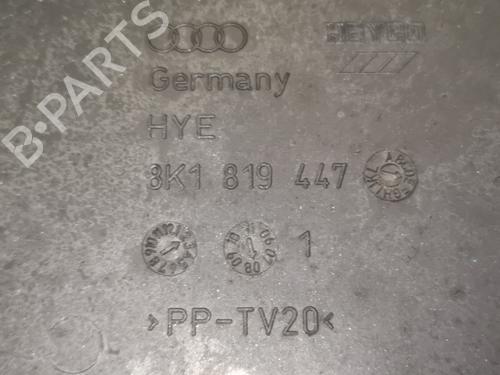 B-PARTS
HEYCO
Germany
HYE
8K1 819 447
1
>PP-TV20<